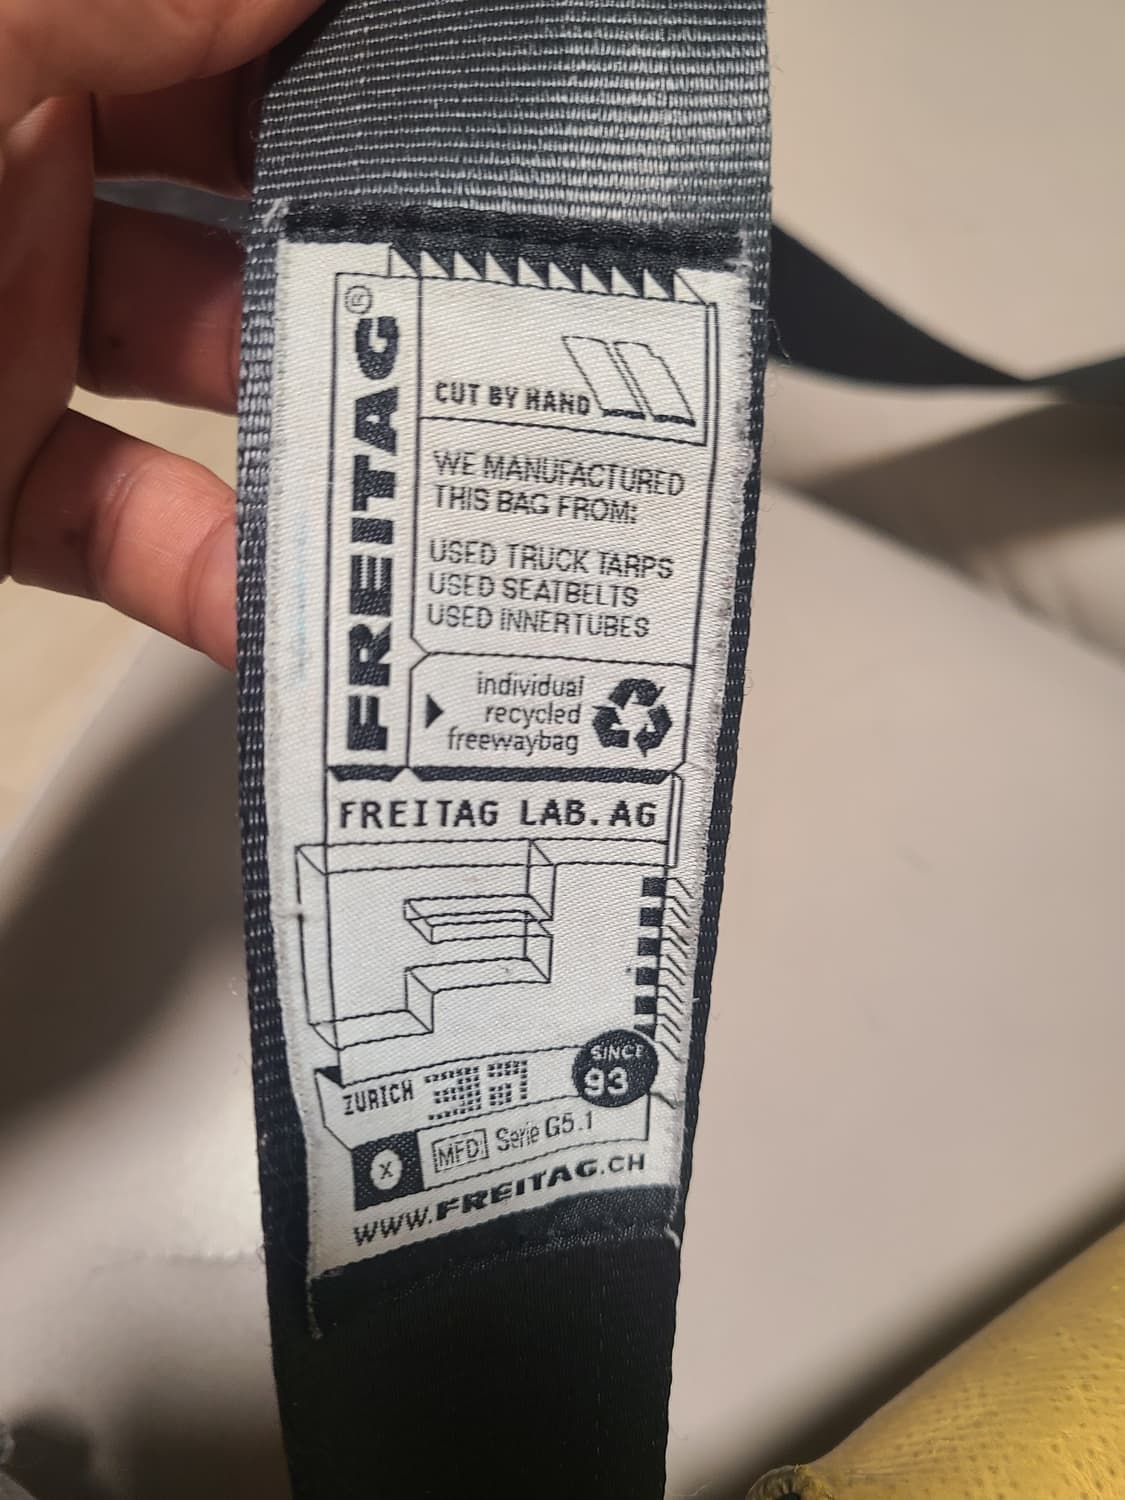 FREITAG®
CUT BY HAND
WE MANUFACTURED
THIS BAG FROM:
USED TRUCK TARPS
USED SEATBELTS
USED INNERTUBES
individual
recycled
freewaybag
FREITAG LAB. AG
ZURICH
SINCE
93
X
MFD: Serie G5.1
WWW.FREITAG.CH